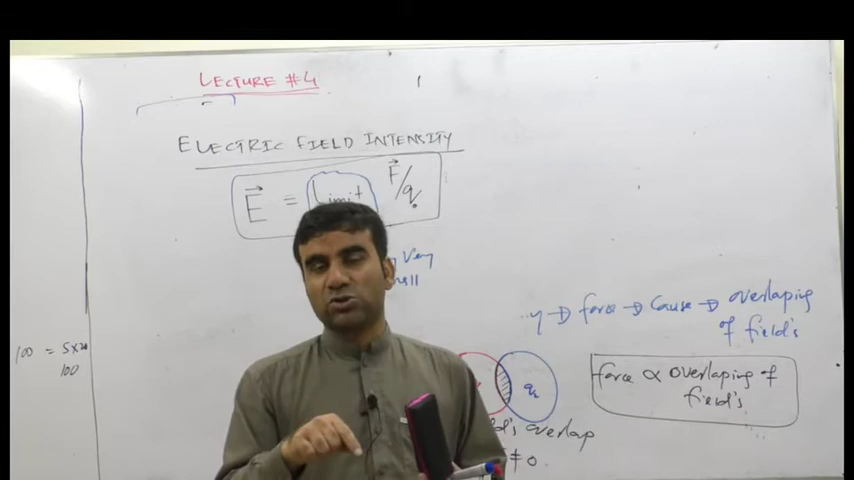 LECTURE #4
ELECTRIC FIELD INTENSITY
E = Limit F/q
Very
→ force → Cause → overlaping
of field's
100 = 5x20
100
q
force ∝ overlaping of
field's
overlap
≠ 0.